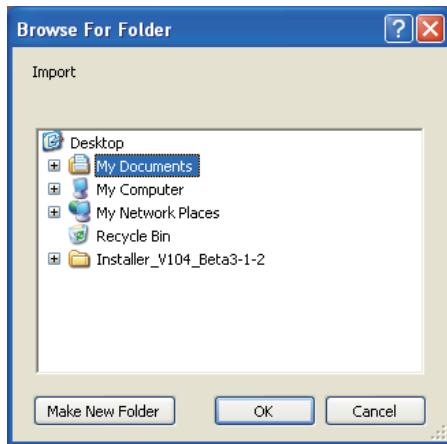 Browse For Folder
Import
Desktop
My Documents
My Computer
My Network Places
Recycle Bin
Installer_V104_Beta3-1-2
Make New Folder OK Cancel